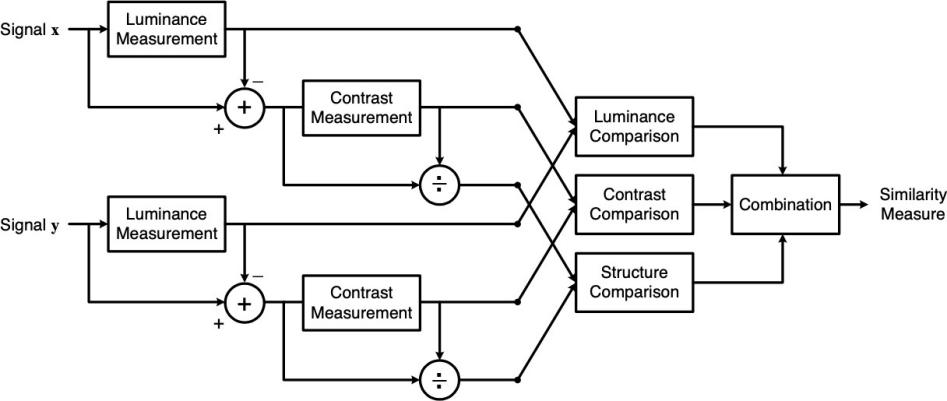 Signal x
Luminance
Measurement
−
+
+
Contrast
Measurement
÷
Signal y
Luminance
Measurement
−
+
+
Contrast
Measurement
÷
Luminance
Comparison
Contrast
Comparison
Structure
Comparison
Combination
Similarity
Measure